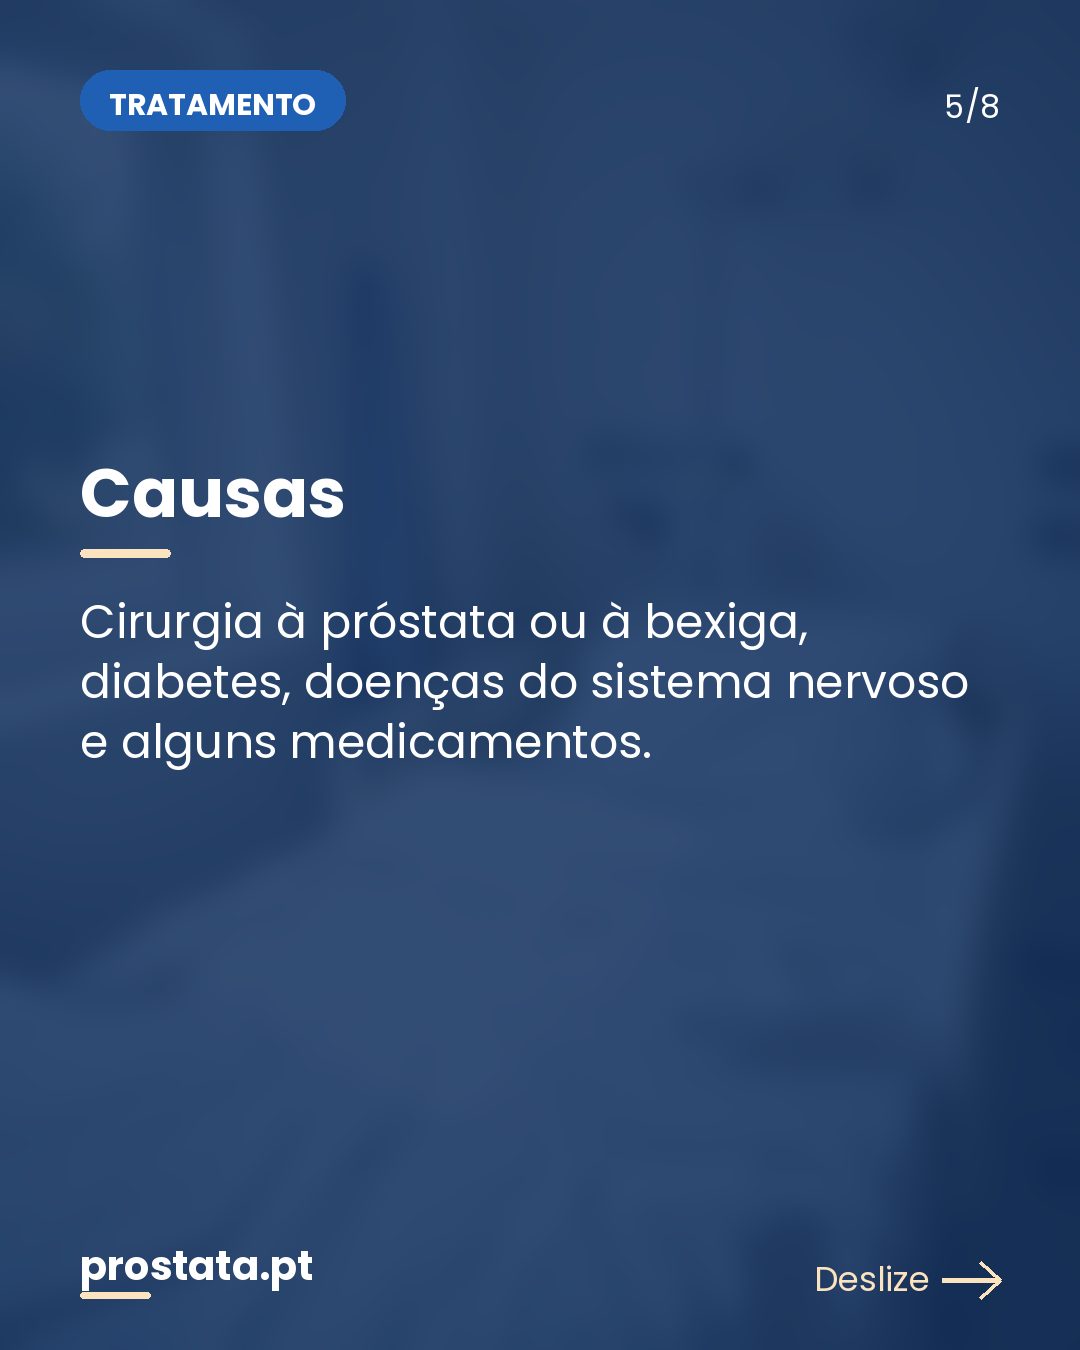 TRATAMENTO
5/8
Causas
Cirurgia à próstata ou à bexiga,
diabetes, doenças do sistema nervoso
e alguns medicamentos.
prostata.pt
Deslize